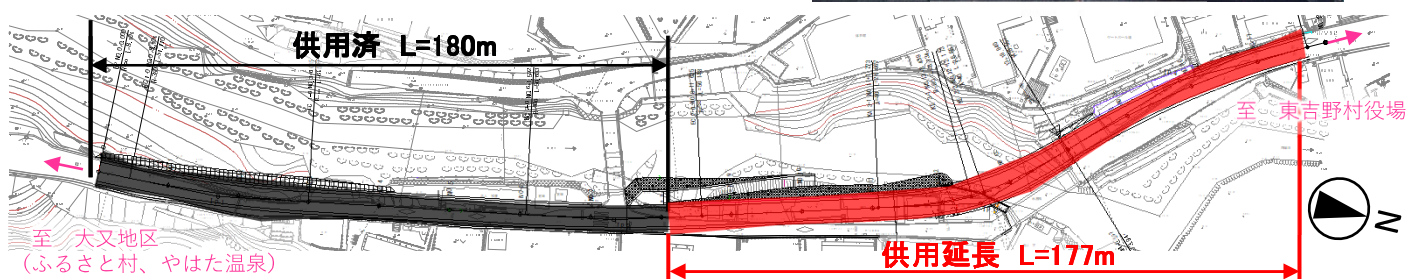 供用済 L=180m
至 東吉野村役場
至 大又地区
（ふるさと村、やはた温泉）
供用延長 L=177m
N